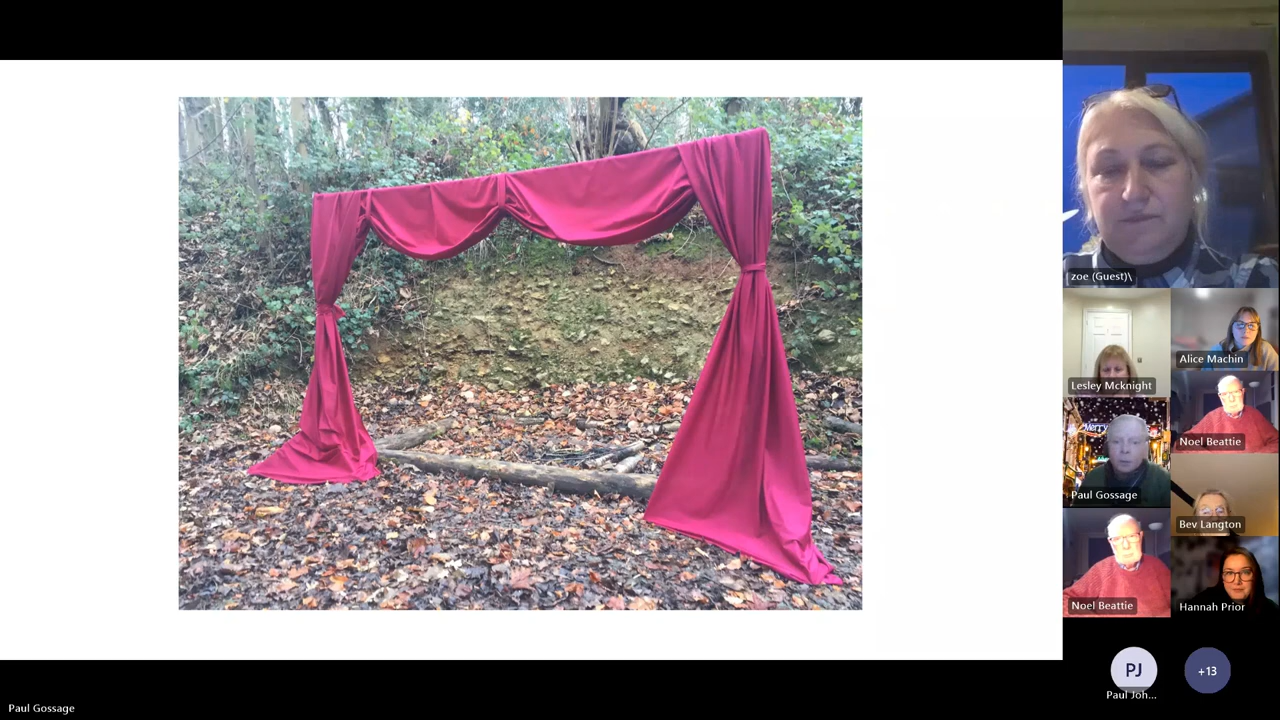 zoe (Guest)\
Lesley Mcknight
Alice Machin
Merry
Noel Beattie
Paul Gossage
Bev Langton
Noel Beattie
Hannah Prior
PJ
+13
Paul Joh...
Paul Gossage